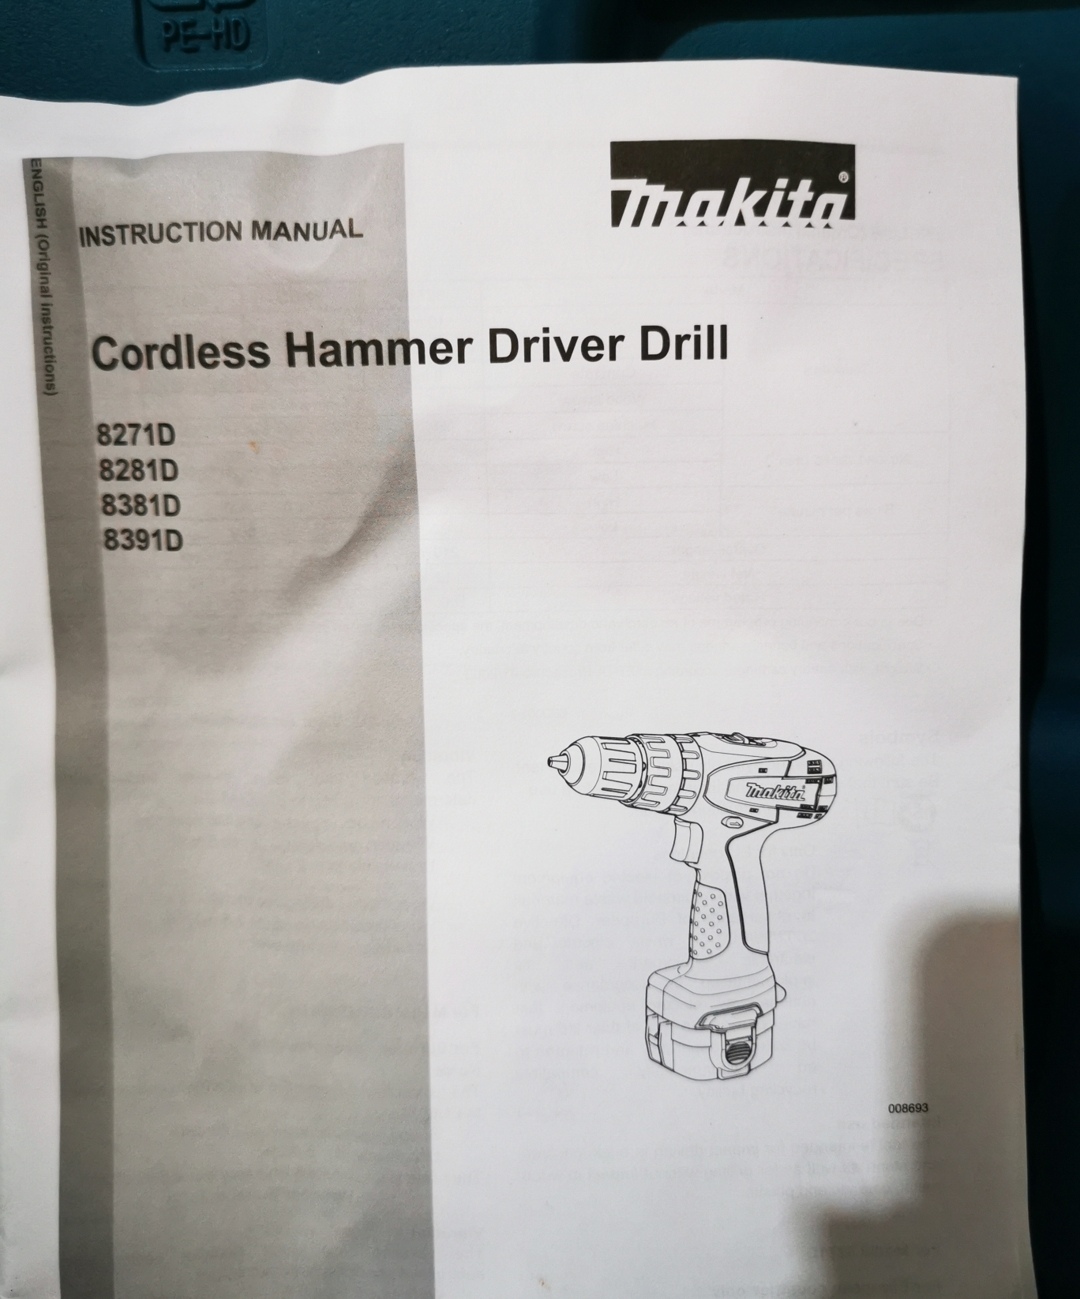 PE-HD
ENGLISH (Original instructions)
INSTRUCTION MANUAL
makita®
Cordless Hammer Driver Drill
8271D
8281D
8381D
8391D
makita
008693